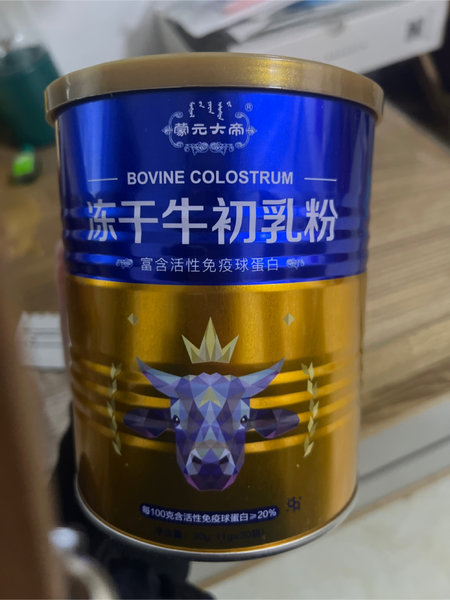 蒙元大帝®
BOVINE COLOSTRUM
冻干牛初乳粉
富含活性免疫球蛋白
每100克含活性免疫球蛋白≥20%